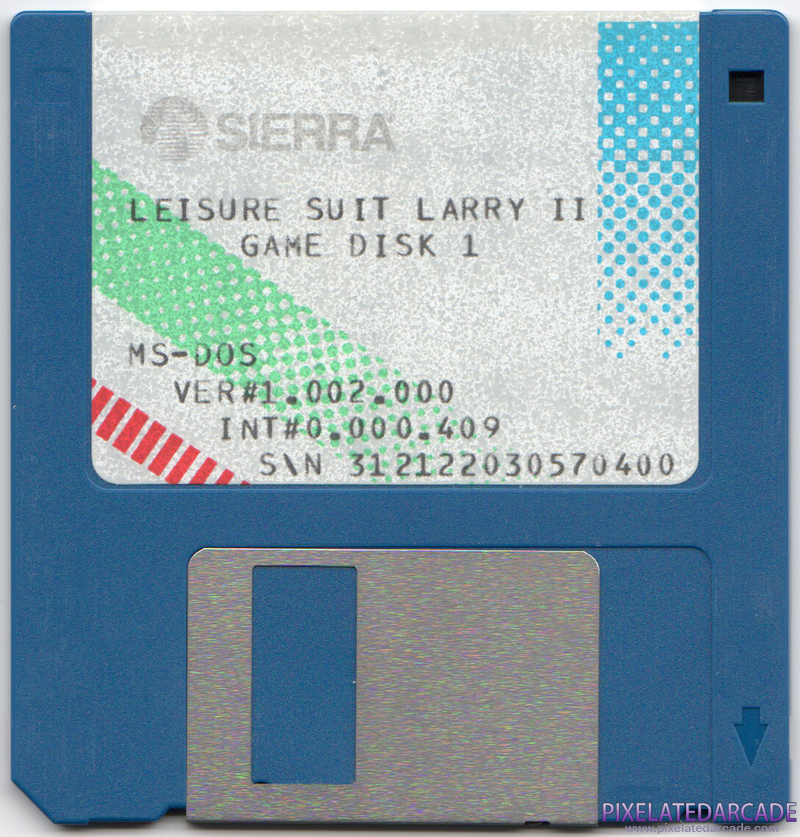 SIERRA
LEISURE SUIT LARRY II
GAME DISK 1
MS-DOS
VER#1.002.000
INT#0.000.409
S\N 312122030570400
PIXELATEDARCADE
www.pixelatedarcade.com